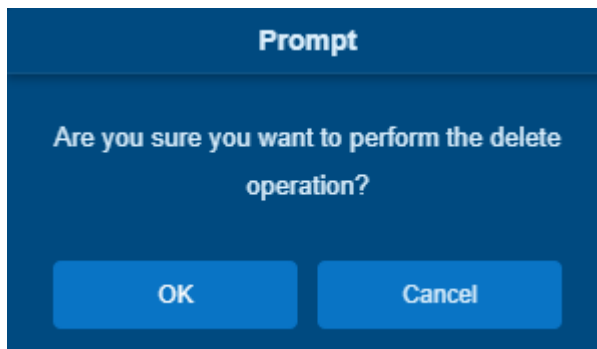 Prompt
Are you sure you want to perform the delete
operation?
OK
Cancel